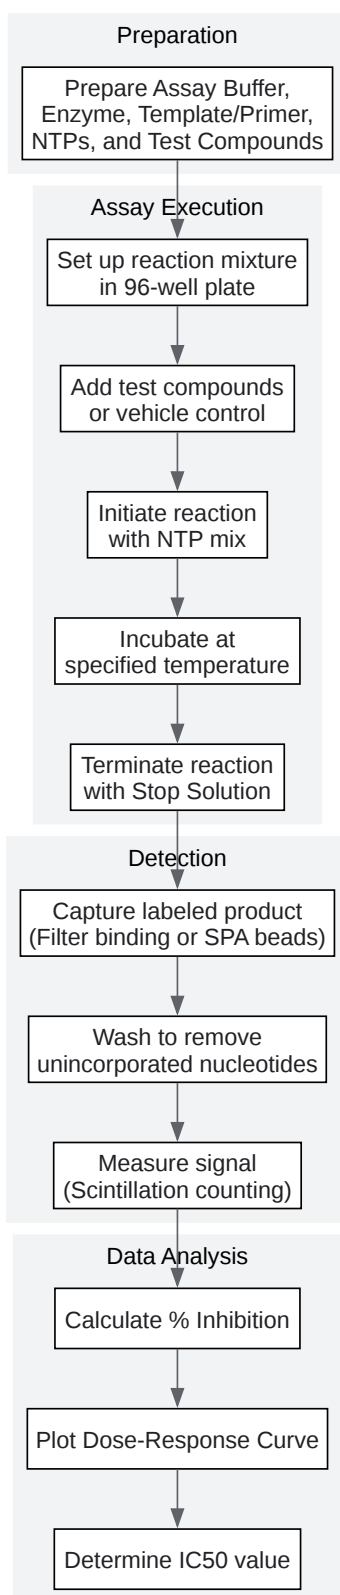 Preparation
Prepare Assay Buffer,
Enzyme, Template/Primer,
NTPs, and Test Compounds
Assay Execution
Set up reaction mixture
in 96-well plate
Add test compounds
or vehicle control
Initiate reaction
with NTP mix
Incubate at
specified temperature
Terminate reaction
with Stop Solution
Detection
Capture labeled product
(Filter binding or SPA beads)
Wash to remove
unincorporated nucleotides
Measure signal
(Scintillation counting)
Data Analysis
Calculate % Inhibition
Plot Dose-Response Curve
Determine IC50 value